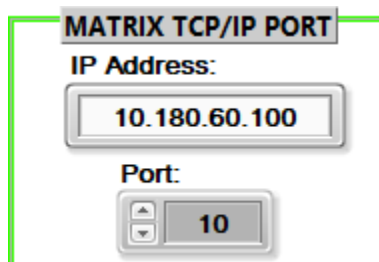 MATRIX TCP/IP PORT
IP Address:
10.180.60.100
Port:
10